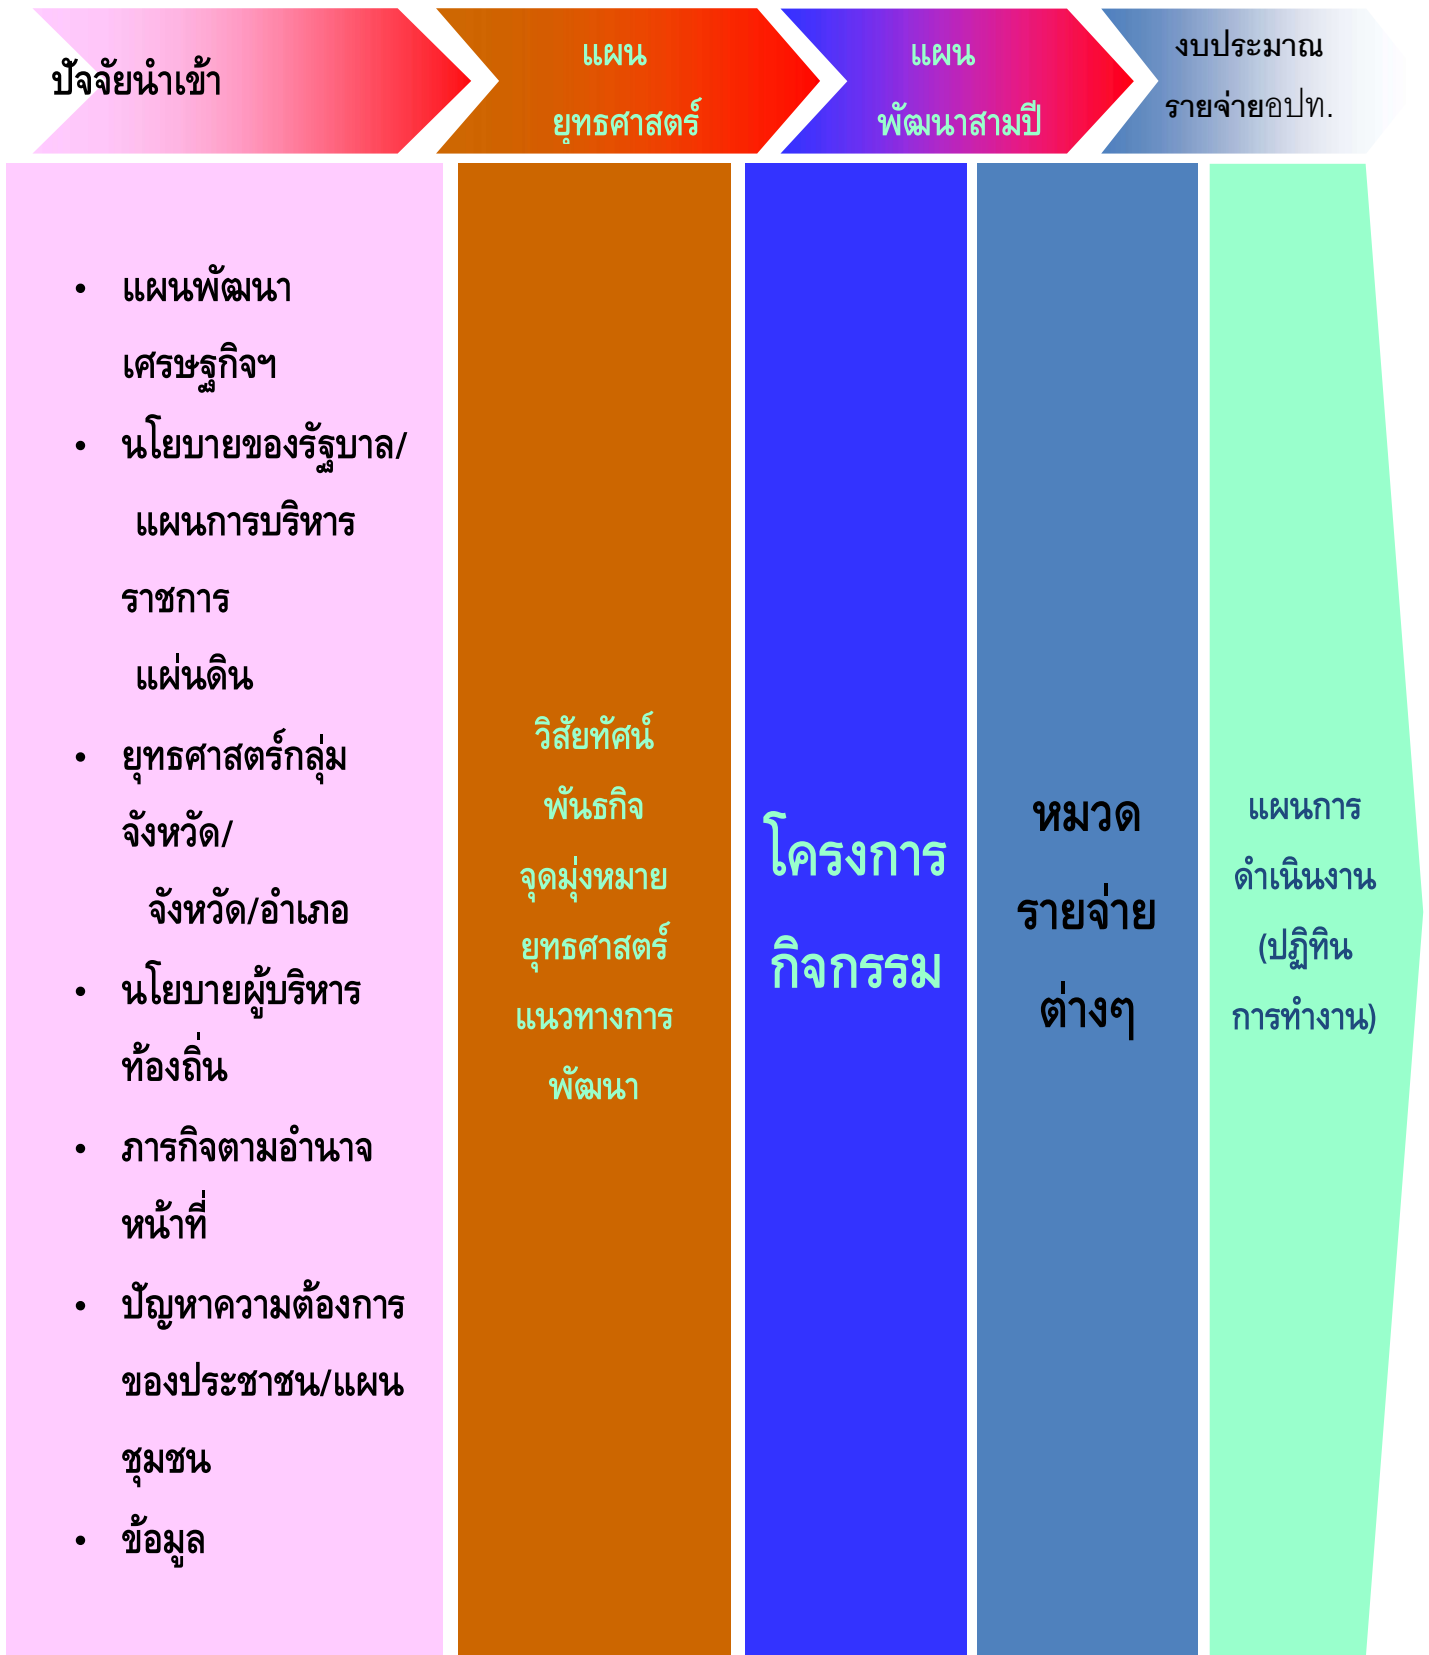 ปัจจัยนำเข้า
แผน
ยุทธศาสตร์
แผน
พัฒนาสามปี
งบประมาณ
รายจ่ายอปท.
• แผนพัฒนา
เศรษฐกิจฯ
• นโยบายของรัฐบาล/
แผนการบริหาร
ราชการ
แผ่นดิน
• ยุทธศาสตร์กลุ่ม
จังหวัด/
จังหวัด/อำเภอ
• นโยบายผู้บริหาร
ท้องถิ่น
• ภารกิจตามอำนาจ
หน้าที่
• ปัญหาความต้องการ
ของประชาชน/แผน
ชุมชน
• ข้อมูล
วิสัยทัศน์
พันธกิจ
จุดมุ่งหมาย
ยุทธศาสตร์
แนวทางการ
พัฒนา
โครงการ
กิจกรรม
หมวด
รายจ่าย
ต่างๆ
แผนการ
ดำเนินงาน
(ปฏิทิน
การทำงาน)